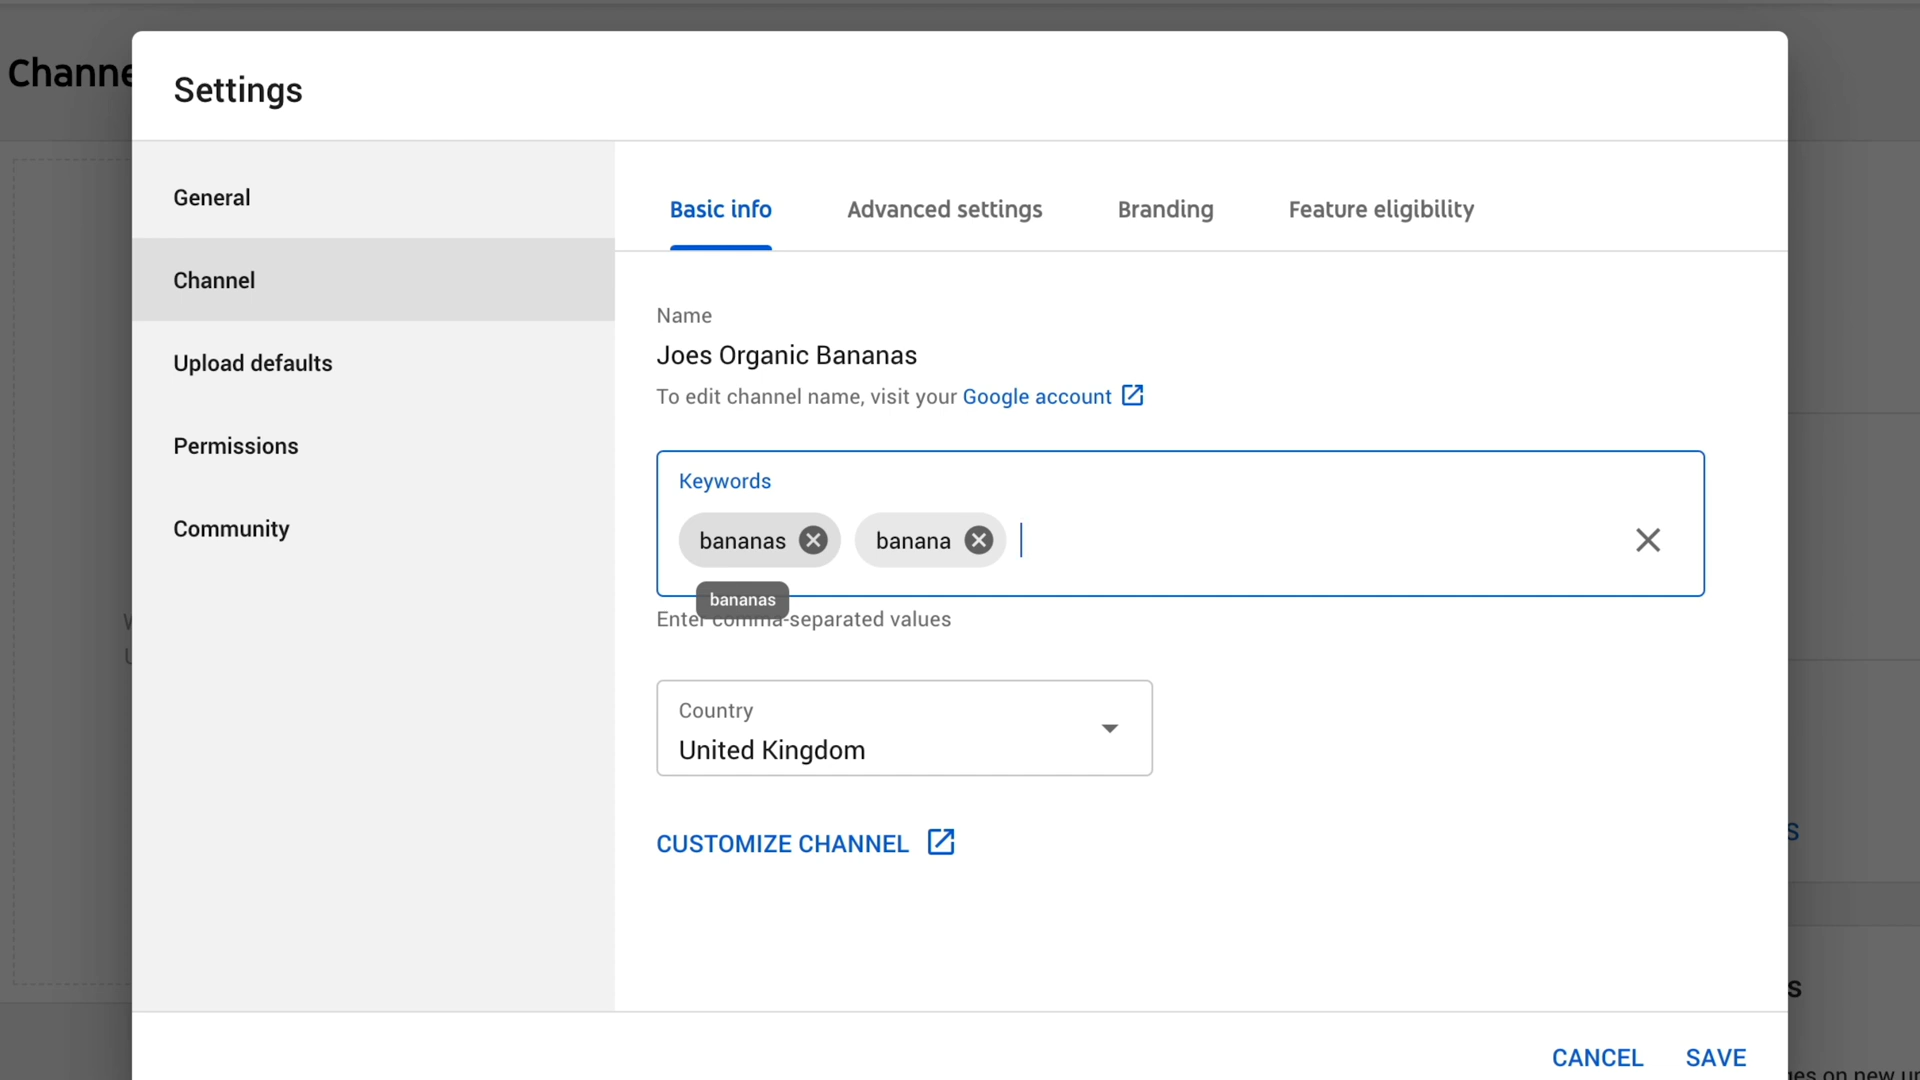 Channe
Settings
General
Channel
Upload defaults
Permissions
Community
Basic info
Advanced settings
Branding
Feature eligibility
Name
Joes Organic Bananas
To edit channel name, visit your Google account
Keywords
bananas
banana
bananas
Enter comma-separated values
Country
United Kingdom
CUSTOMIZE CHANNEL
CANCEL
SAVE
on new